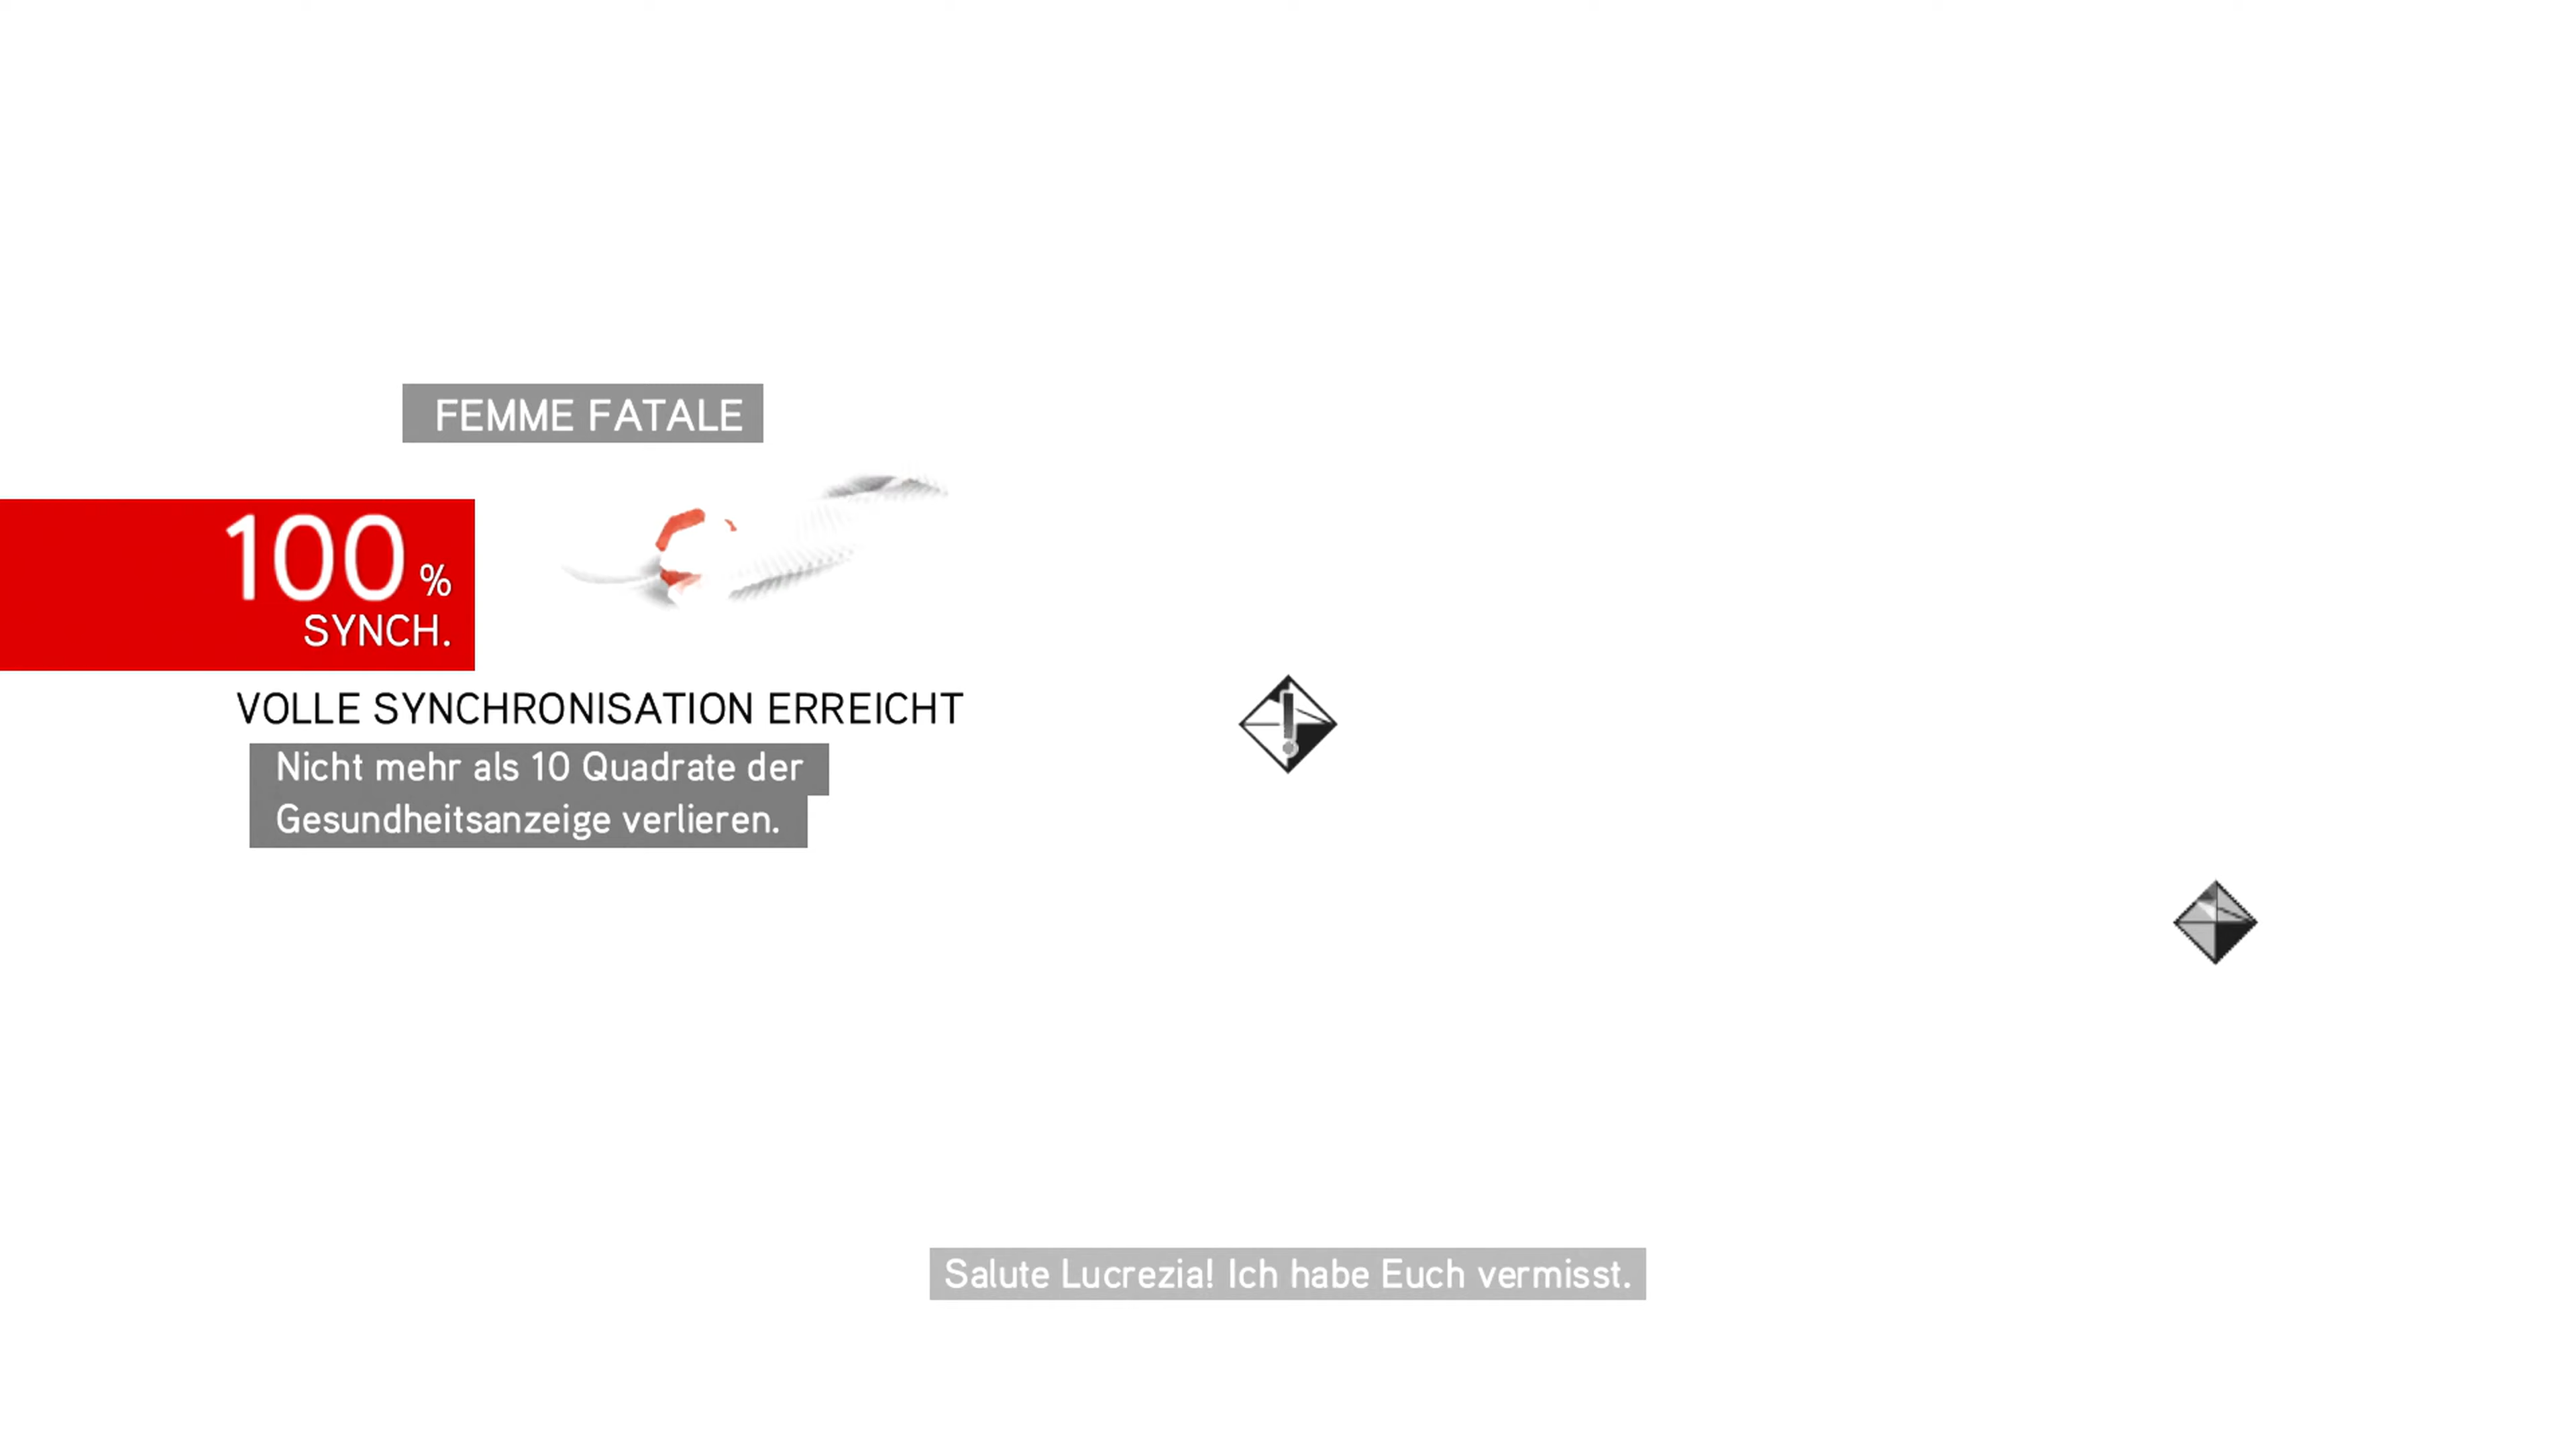 FEMME FATALE
100 %
SYNCH.
VOLLE SYNCHRONISATION ERREICHT
Nicht mehr als 10 Quadrate der
Gesundheitsanzeige verlieren.
Salute Lucrezia! Ich habe Euch vermisst.